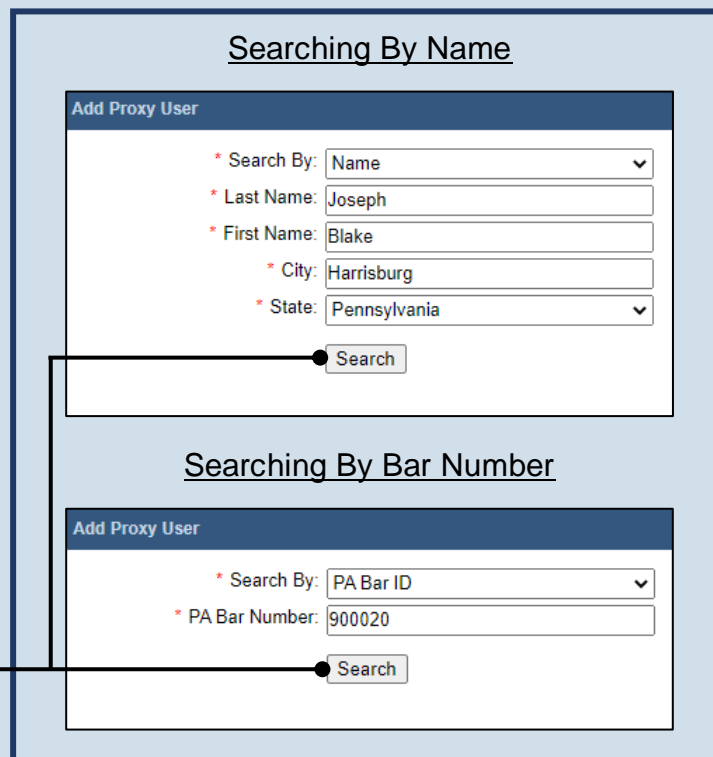 Searching By Name
Add Proxy User
* Search By: Name
* Last Name: Joseph
* First Name: Blake
* City: Harrisburg
* State: Pennsylvania
Search
Searching By Bar Number
Add Proxy User
* Search By: PA Bar ID
* PA Bar Number: 900020
Search